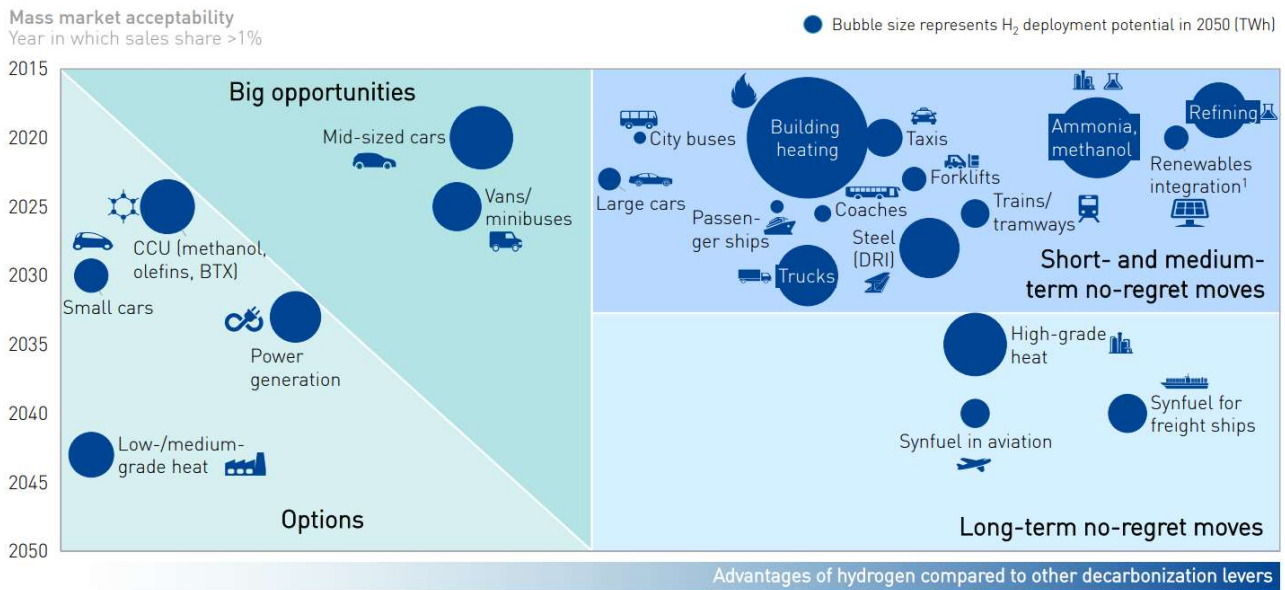 Mass market acceptability
Year in which sales share >1%
Bubble size represents H₂ deployment potential in 2050 (TWh)
2015
2020
2025
2030
2035
2040
2045
2050
Big opportunities
Mid-sized cars
Vans/
minibuses
CCU (methanol,
olefins, BTX)
Small cars
Power
generation
Low-/medium-
grade heat
Options
City buses
Building
heating
Taxis
Ammonia,
methanol
Refining
Renewables
integration¹
Large cars
Forklifts
Passen-
ger ships
Coaches
Trains/
tramways
Steel
(DRI)
Trucks
Short- and medium-
term no-regret moves
High-grade
heat
Synfuel for
freight ships
Synfuel in aviation
Long-term no-regret moves
Advantages of hydrogen compared to other decarbonization levers